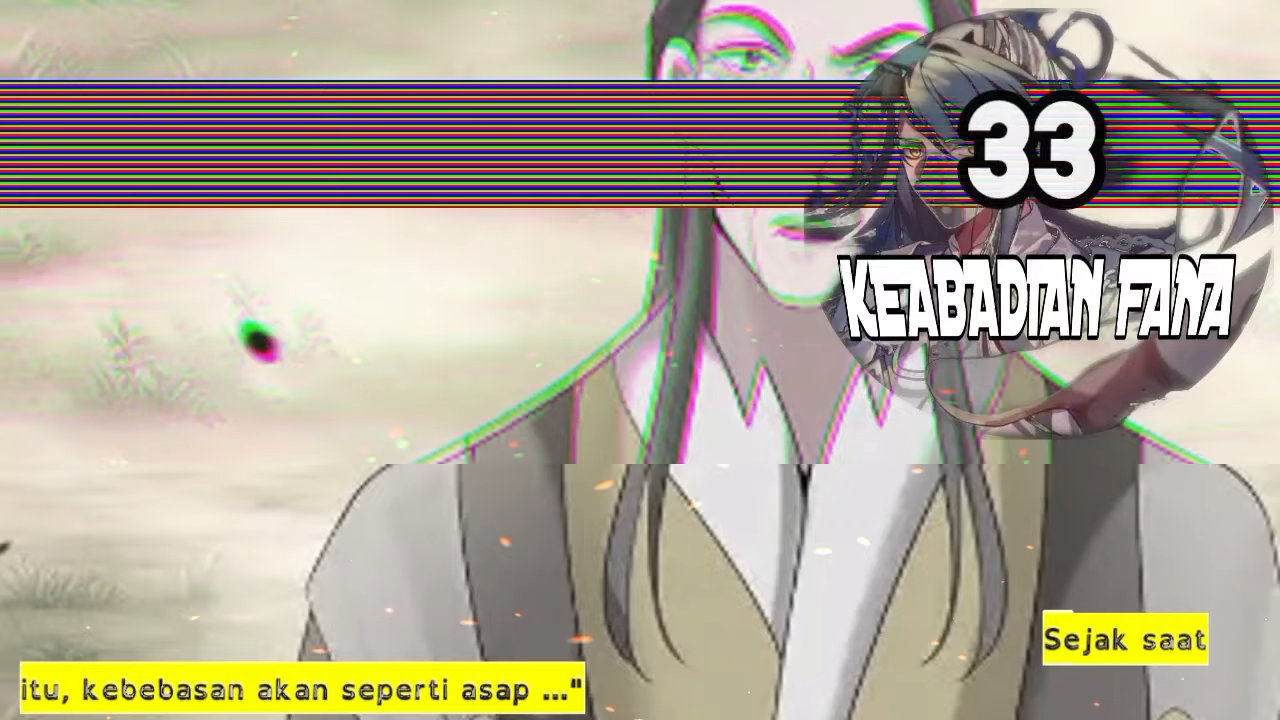 33
KEABADIAN FANA
Sejak saat
itu, kebebasan akan seperti asap ..."